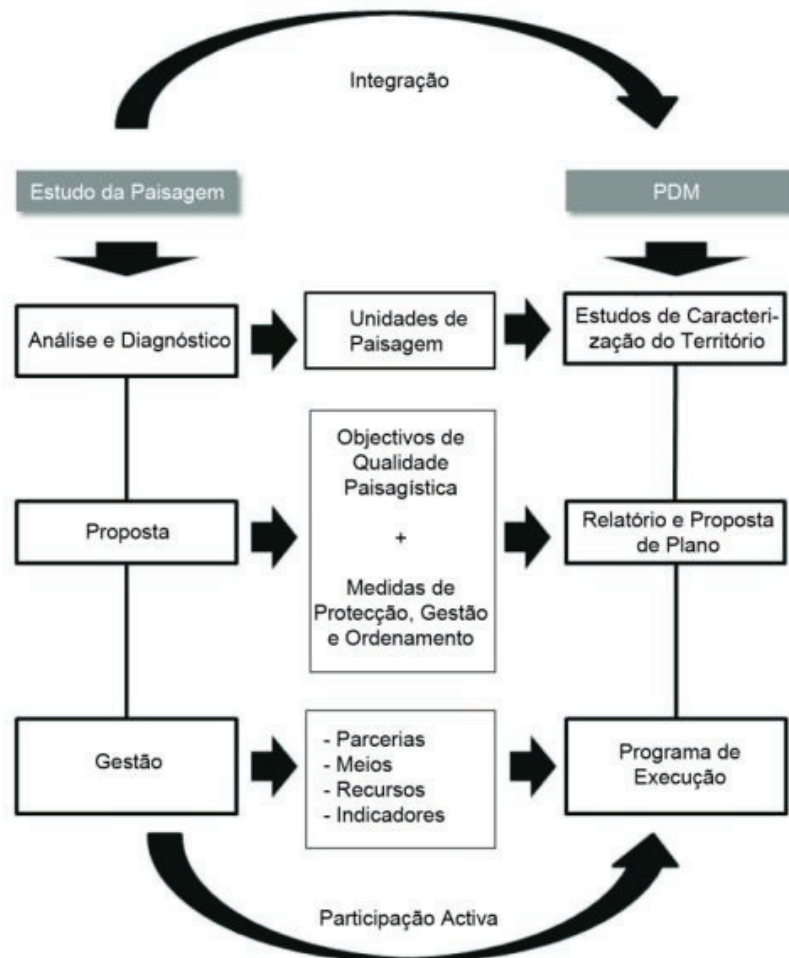 Integração
Estudo da Paisagem
PDM
Análise e Diagnóstico
Unidades de
Paisagem
Estudos de Caracteri-
zação do Território
Proposta
Objectivos de
Qualidade
Paisagística
+
Medidas de
Protecção, Gestão
e Ordenamento
Relatório e Proposta
de Plano
Gestão
- Parcerias
- Meios
- Recursos
- Indicadores
Programa de
Execução
Participação Activa